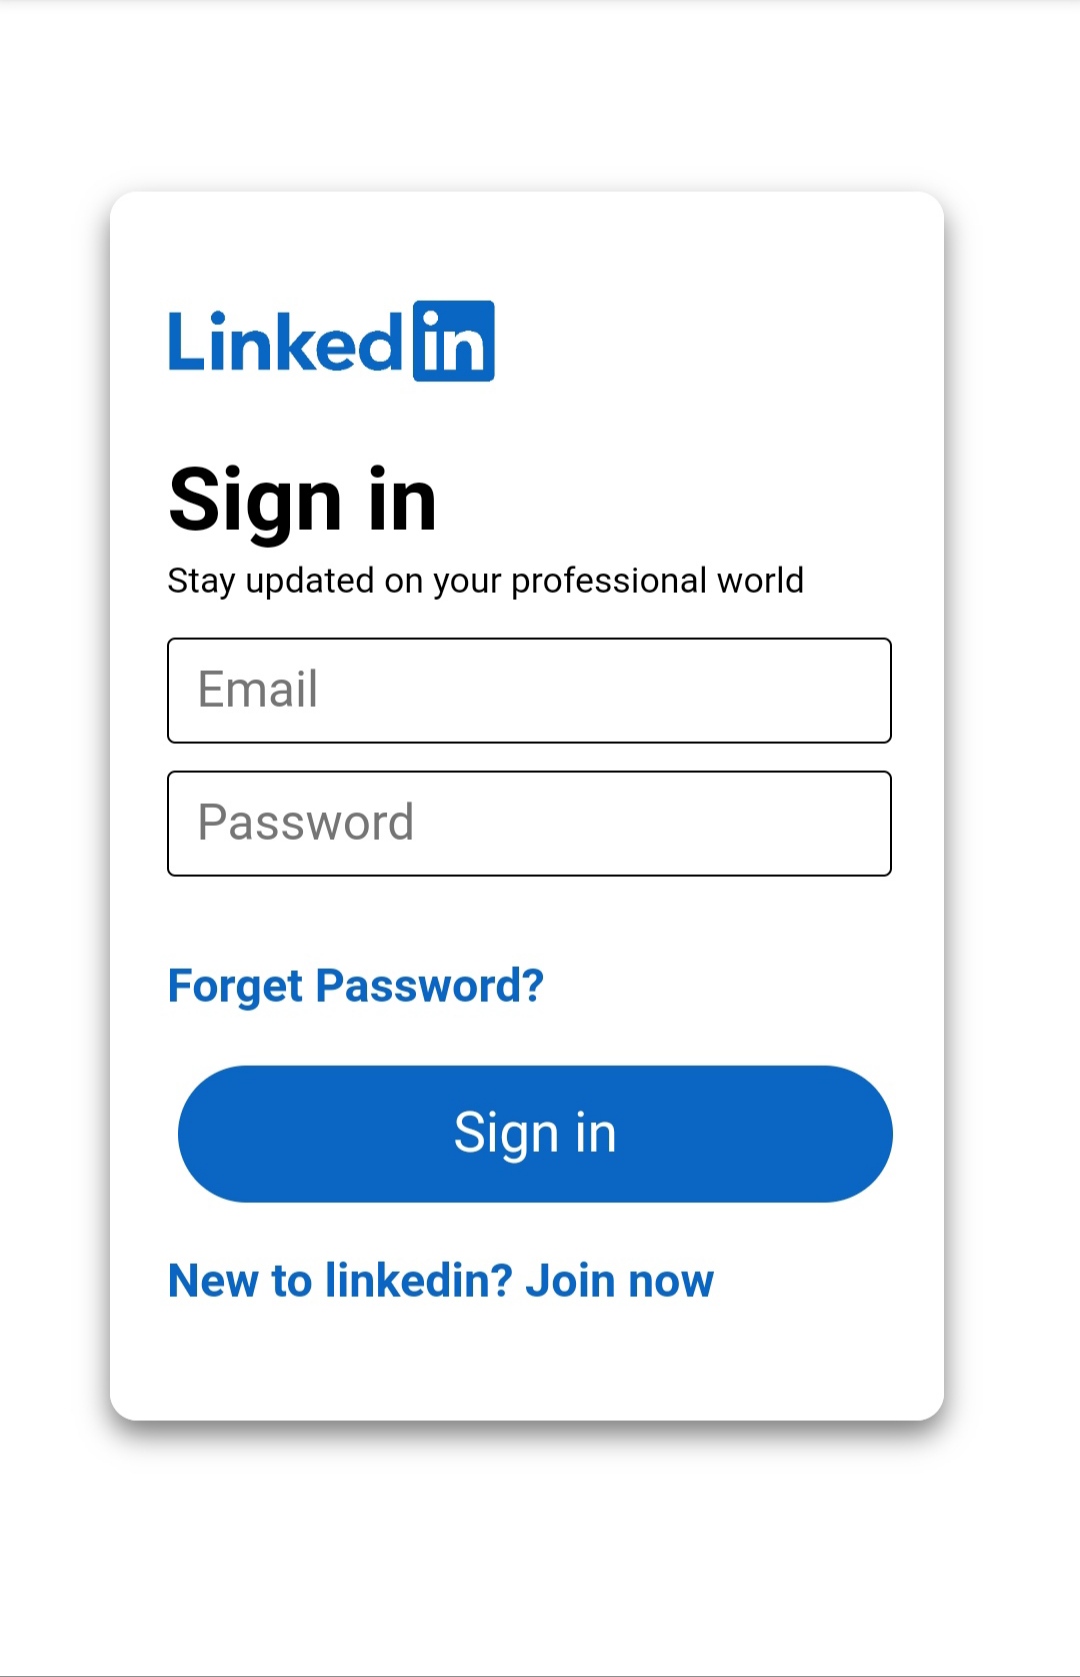 Linkedin
Sign in
Stay updated on your professional world
Email
Password
Forget Password?
Sign in
New to linkedin? Join now